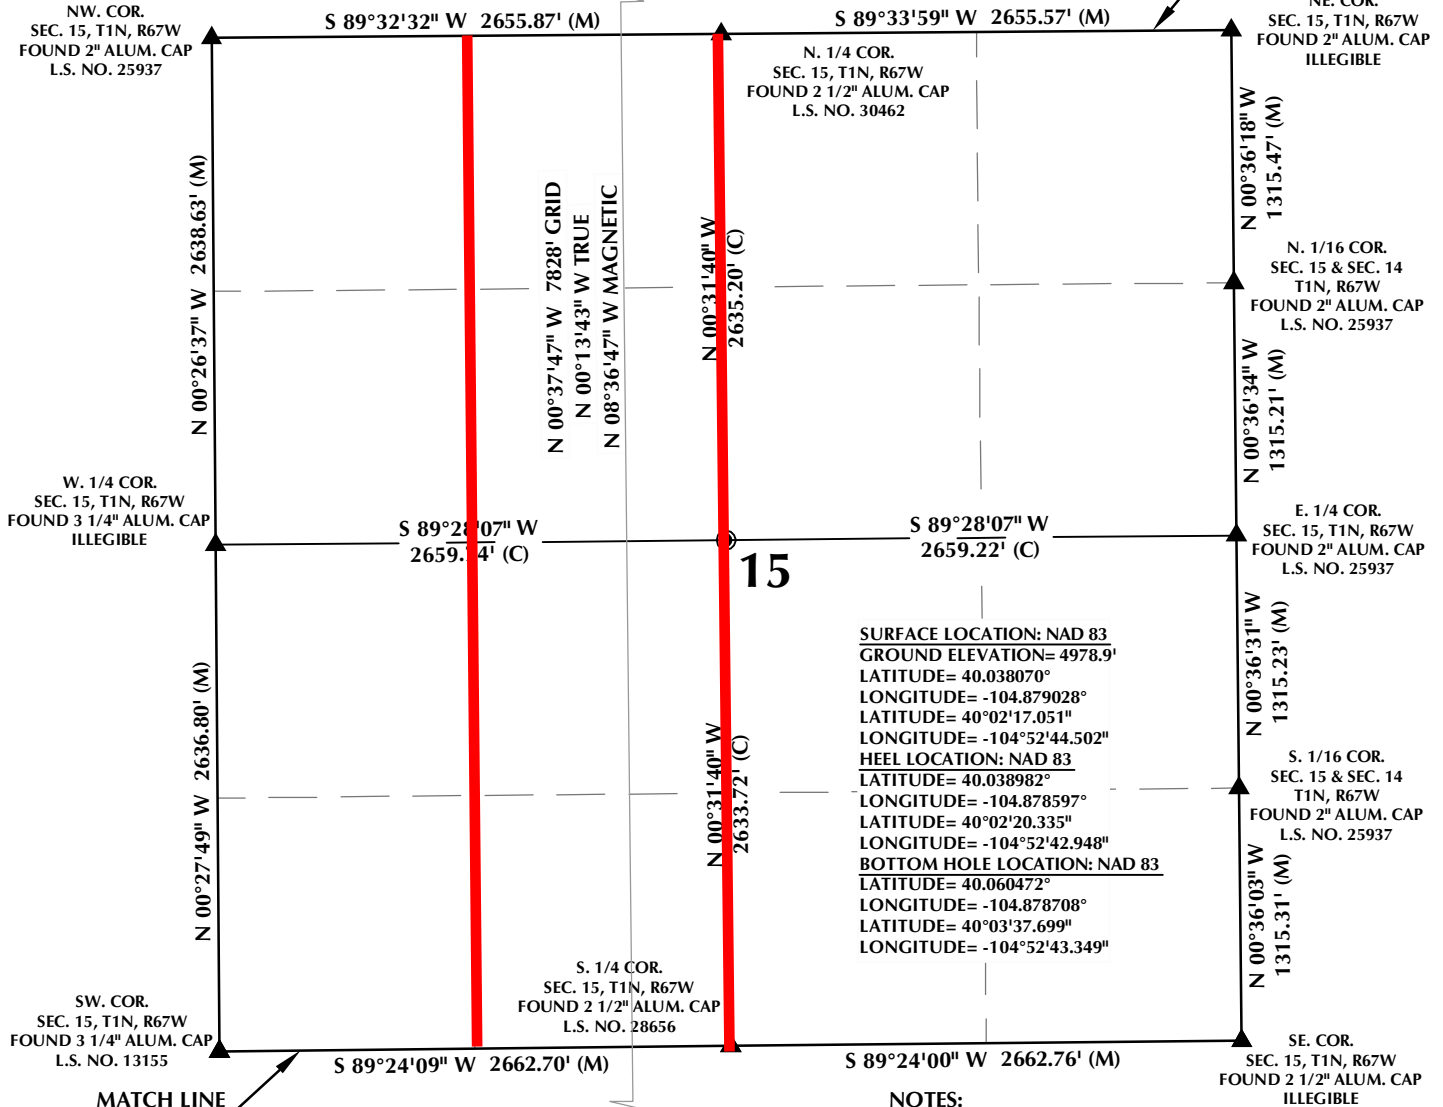 NW. COR.
SEC. 15, T1N, R67W
FOUND 2" ALUM. CAP
L.S. NO. 25937
S 89°32'32" W 2655.87' (M)
S 89°33'59" W 2655.57' (M)
NE. COR.
SEC. 15, T1N, R67W
FOUND 2" ALUM. CAP
ILLEGIBLE
N. 1/4 COR.
SEC. 15, T1N, R67W
FOUND 2 1/2" ALUM. CAP
L.S. NO. 30462
N 00°26'37" W 2638.63' (M)
N 00°37'47" W 7828' GRID
N 00°13'43" W TRUE
N 08°36'47" W MAGNETIC
N 00°31'40" W
2635.20' (C)
N 00°36'18" W
1315.47' (M)
N. 1/16 COR.
SEC. 15 & SEC. 14
T1N, R67W
FOUND 2" ALUM. CAP
L.S. NO. 25937
N 00°36'34" W
1315.21' (M)
W. 1/4 COR.
SEC. 15, T1N, R67W
FOUND 3 1/4" ALUM. CAP
ILLEGIBLE
S 89°28'07" W
(C)
S 89°28'07" W
2659.22' (C)
15
E. 1/4 COR.
SEC. 15, T1N, R67W
FOUND 2" ALUM. CAP
L.S. NO. 25937
N 00°27'49" W 2636.80' (M)
N 00°31'40" W
2633.72' (C)
SURFACE LOCATION: NAD 83
GROUND ELEVATION= 4978.9'
LATITUDE= 40.038070°
LONGITUDE= -104.879028°
LATITUDE= 40°02'17.051"
LONGITUDE= -104°52'44.502"
HEEL LOCATION: NAD 83
LATITUDE= 40.038982°
LONGITUDE= -104.878597°
LATITUDE= 40°02'20.335"
LONGITUDE= -104°52'42.948"
BOTTOM HOLE LOCATION: NAD 83
LATITUDE= 40.060472°
LONGITUDE= -104.878708°
LATITUDE= 40°03'37.699"
LONGITUDE= -104°52'43.349"
N 00°36'31" W
1315.23' (M)
S. 1/16 COR.
SEC. 15 & SEC. 14
T1N, R67W
FOUND 2" ALUM. CAP
L.S. NO. 25937
N 00°36'03" W
1315.31' (M)
S. 1/4 COR.
SEC. 15, T1N, R67W
FOUND 2 1/2" ALUM. CAP
L.S. NO. 28656
SW. COR.
SEC. 15, T1N, R67W
FOUND 3 1/4" ALUM. CAP
L.S. NO. 13155
S 89°24'09" W 2662.70' (M)
S 89°24'00" W 2662.76' (M)
SE. COR.
SEC. 15, T1N, R67W
FOUND 2 1/2" ALUM. CAP
ILLEGIBLE
MATCH LINE
NOTES: